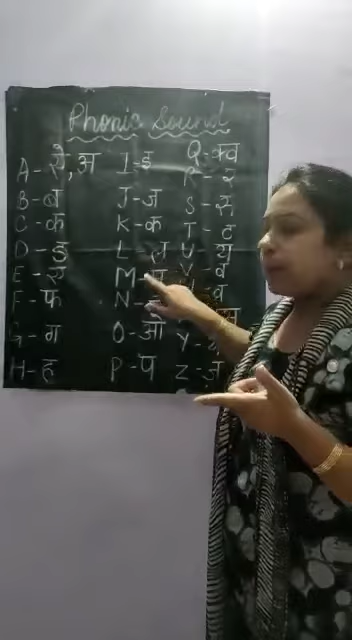 Phonic Sound
A - ऐ, अ
B - ब
C - क
D - ड
E - ए
F - फ
G - ग
H - ह
I - इ
J - ज
K - क
L - ल
M -
N -
O - ओ
P - प
Q - क्व
R - र
S - स
T - ट
U - य
V - व
व
Y -
Z - ज़